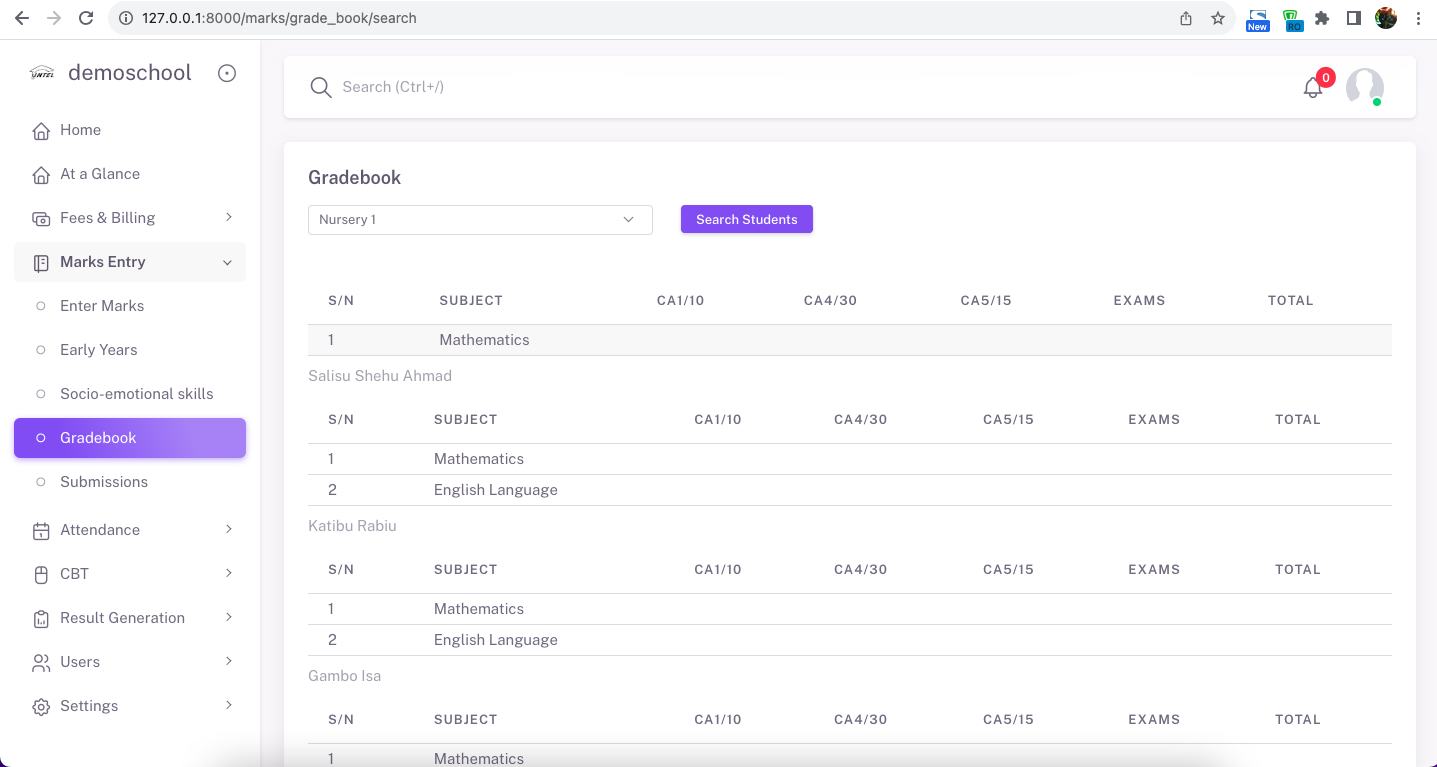 127.0.0.1:8000/marks/grade_book/search
New
RO
UNTEL
demoschool
Search (Ctrl+/)
0
Home
At a Glance
Fees & Billing
Marks Entry
Enter Marks
Early Years
Socio-emotional skills
Gradebook
Submissions
Attendance
CBT
Result Generation
Users
Settings
Gradebook
Nursery 1
Search Students
S/N SUBJECT CA1/10 CA4/30 CA5/15 EXAMS TOTAL
1 Mathematics
Salisu Shehu Ahmad
S/N SUBJECT CA1/10 CA4/30 CA5/15 EXAMS TOTAL
1 Mathematics
2 English Language
Katibu Rabiu
S/N SUBJECT CA1/10 CA4/30 CA5/15 EXAMS TOTAL
1 Mathematics
2 English Language
Gambo Isa
S/N SUBJECT CA1/10 CA4/30 CA5/15 EXAMS TOTAL
1 Mathematics